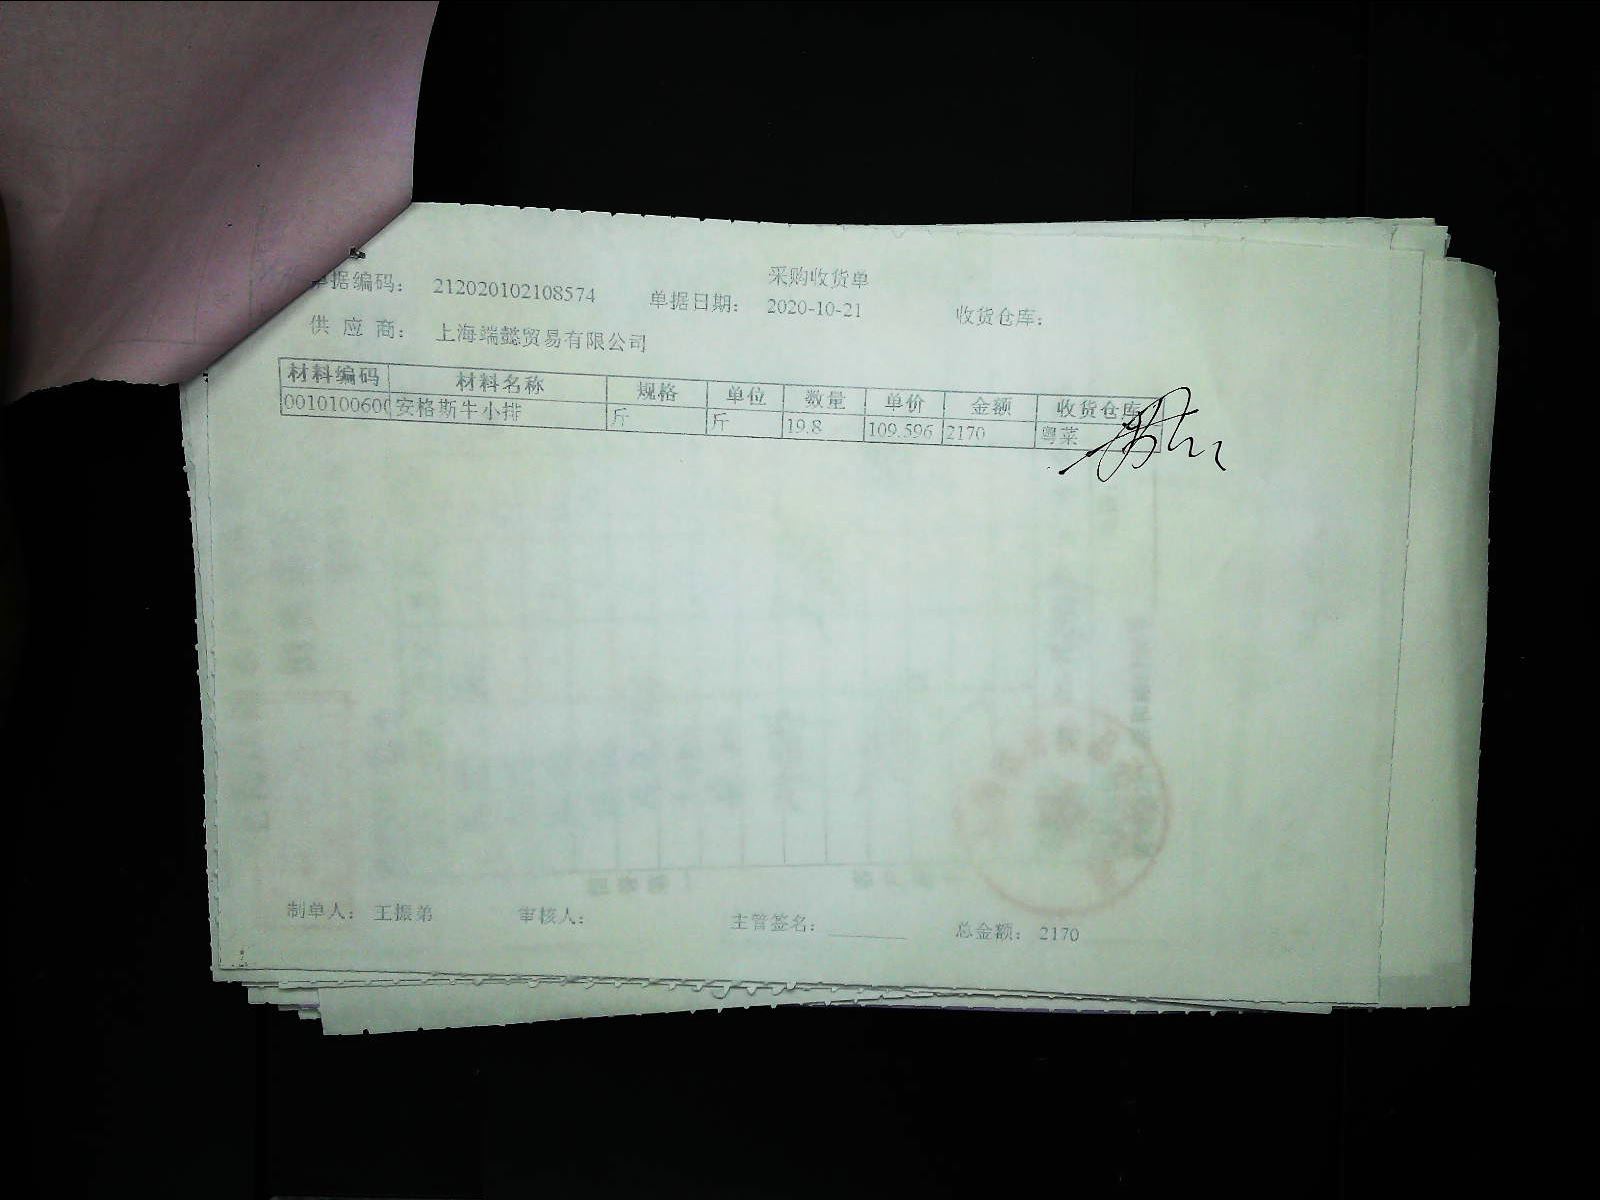 采购收货单
单据编码： 212020102108574 单据日期： 2020-10-21 收货仓库：
供 应 商： 上海端懿贸易有限公司
材料编码 材料名称 规格 单位 数量 单价 金额 收货仓库
0010100600 安格斯牛小排 斤 斤 19.8 109.596 2170 粤菜
制单人： 王振弟 审核人： 主管签名： 总金额： 2170